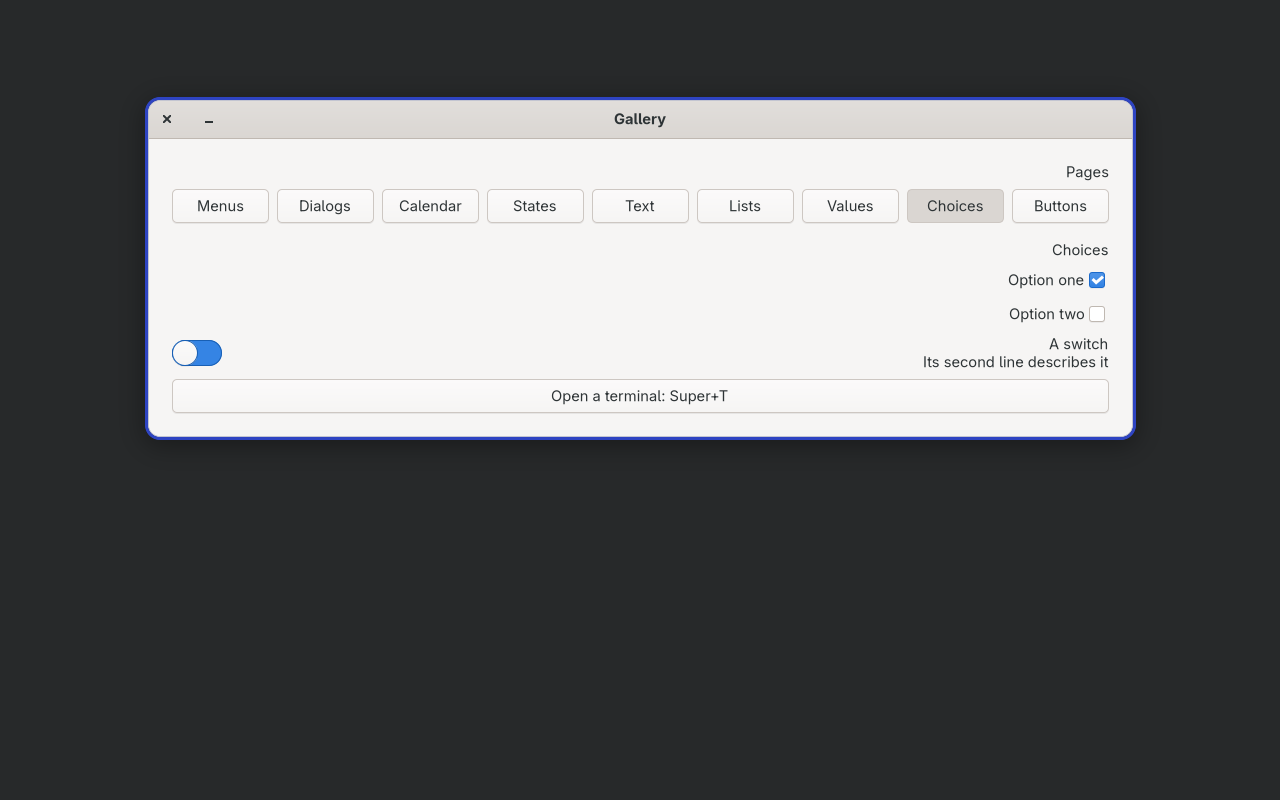 Gallery
Pages
Menus Dialogs Calendar States Text Lists Values Choices Buttons
Choices
Option one
Option two
A switch
Its second line describes it
Open a terminal: Super+T